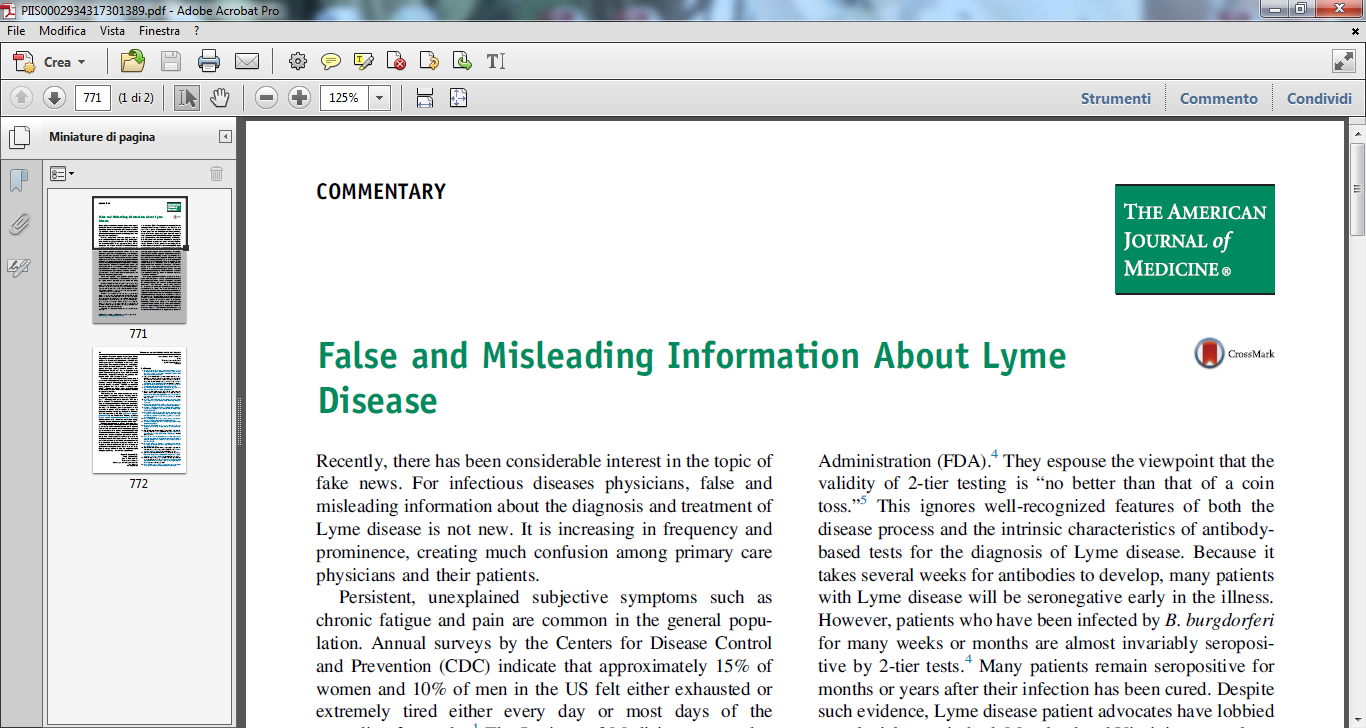 PIIS0002934317301389.pdf - Adobe Acrobat Pro
File Modifica Vista Finestra ?
Crea
771 (1 di 2) 125% Strumenti Commento Condividi
Miniature di pagina
771
772
COMMENTARY
THE AMERICAN
JOURNAL of
MEDICINE®
False and Misleading Information About Lyme
Disease
CrossMark
Recently, there has been considerable interest in the topic of
fake news. For infectious diseases physicians, false and
misleading information about the diagnosis and treatment of
Lyme disease is not new. It is increasing in frequency and
prominence, creating much confusion among primary care
physicians and their patients.
Persistent, unexplained subjective symptoms such as
chronic fatigue and pain are common in the general popu-
lation. Annual surveys by the Centers for Disease Control
and Prevention (CDC) indicate that approximately 15% of
women and 10% of men in the US felt either exhausted or
extremely tired either every day or most days of the
Administration (FDA).4 They espouse the viewpoint that the
validity of 2-tier testing is “no better than that of a coin
toss.”5 This ignores well-recognized features of both the
disease process and the intrinsic characteristics of antibody-
based tests for the diagnosis of Lyme disease. Because it
takes several weeks for antibodies to develop, many patients
with Lyme disease will be seronegative early in the illness.
However, patients who have been infected by B. burgdorferi
for many weeks or months are almost invariably seroposi-
tive by 2-tier tests.4 Many patients remain seropositive for
months or years after their infection has been cured. Despite
such evidence, Lyme disease patient advocates have lobbied